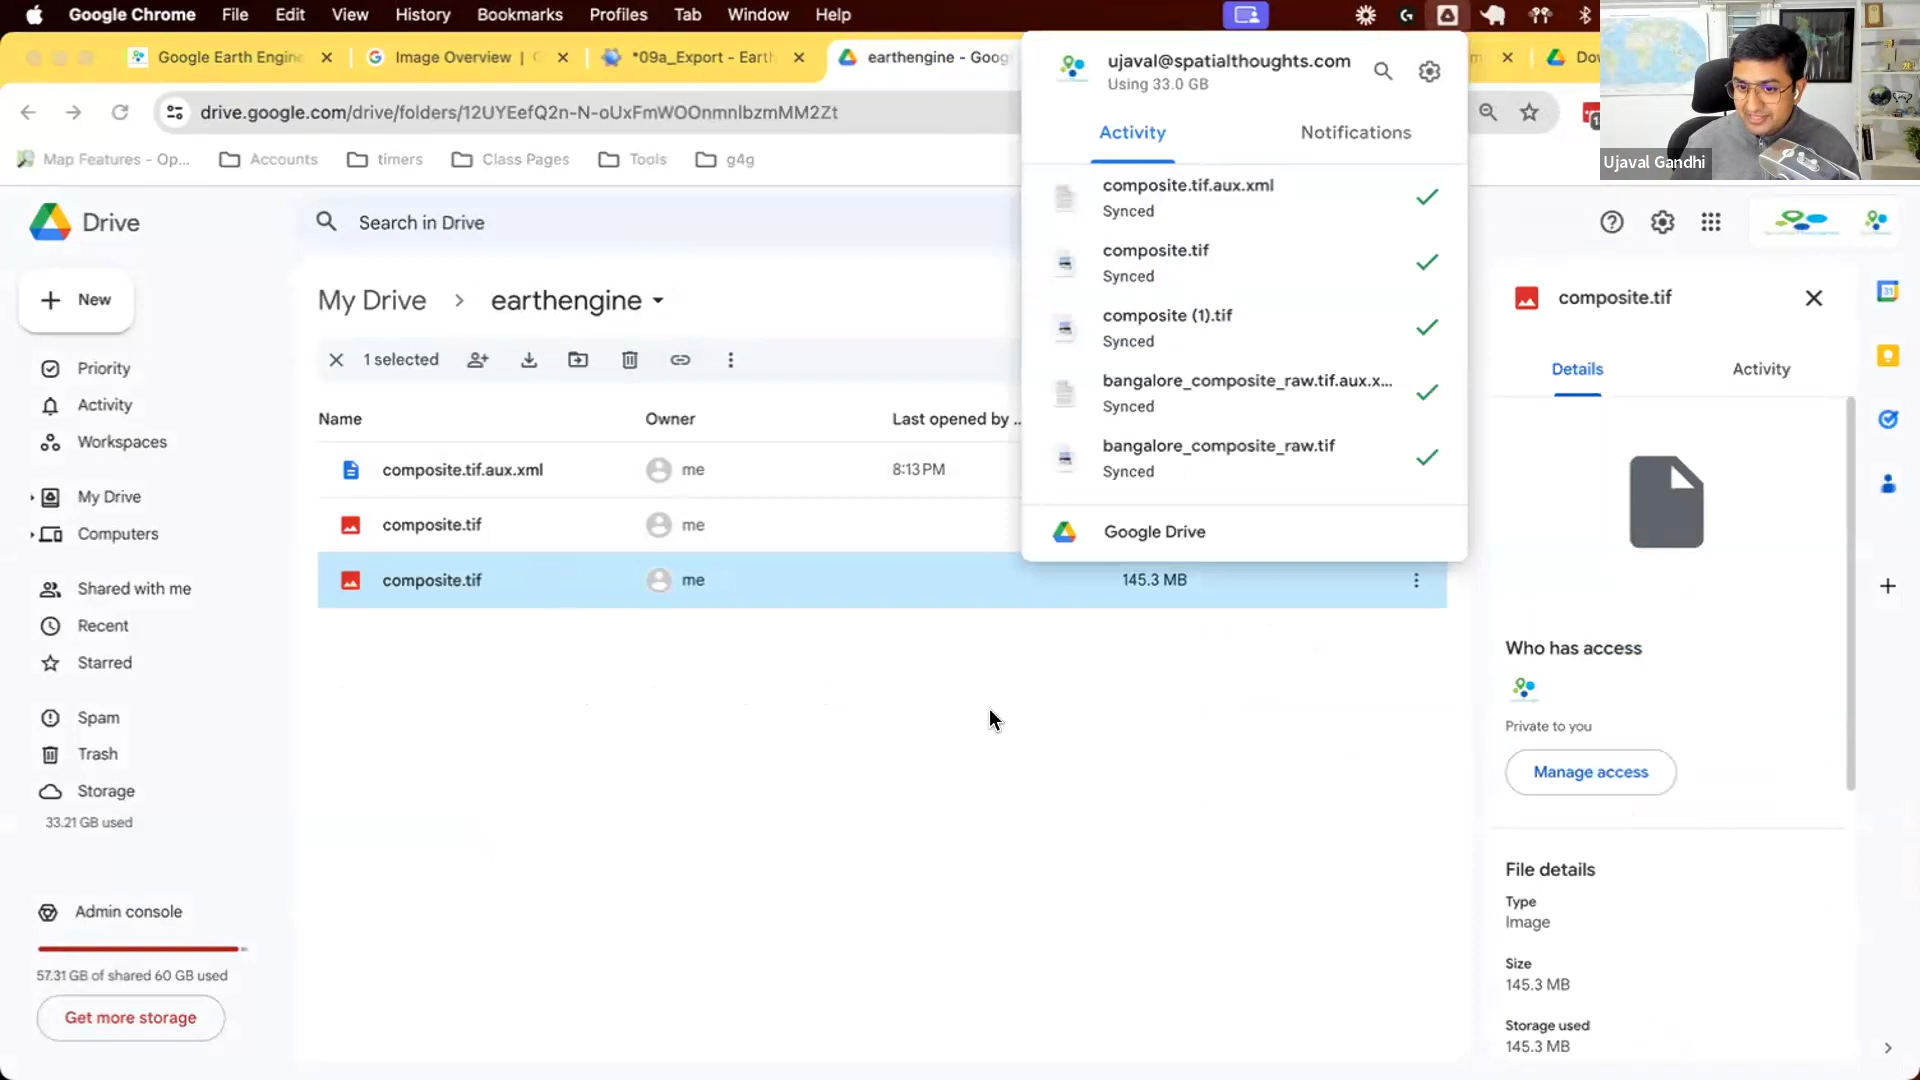 Google Chrome File Edit View History Bookmarks Profiles Tab Window Help
Google Earth Engine
Image Overview |
*09a_Export - Earth
earthengine - Goog
drive.google.com/drive/folders/12UYEefQ2n-N-oUxFmWOOnmnlbzmMM2Zt
Map Features - Op...
Accounts
timers
Class Pages
Tools
g4g
ujaval@spatialthoughts.com
Using 33.0 GB
Activity
Notifications
composite.tif.aux.xml
Synced
composite.tif
Synced
composite (1).tif
Synced
bangalore_composite_raw.tif.aux.x...
Synced
bangalore_composite_raw.tif
Synced
Google Drive
Ujaval Gandhi
Drive
Search in Drive
New
Priority
Activity
Workspaces
My Drive
Computers
Shared with me
Recent
Starred
Spam
Trash
Storage
33.21 GB used
Admin console
57.31 GB of shared 60 GB used
Get more storage
My Drive > earthengine
1 selected
Name Owner Last opened by ...
composite.tif.aux.xml me 8:13 PM
composite.tif me
composite.tif me 145.3 MB
composite.tif
Details
Activity
Who has access
Private to you
Manage access
File details
Type
Image
Size
145.3 MB
Storage used
145.3 MB